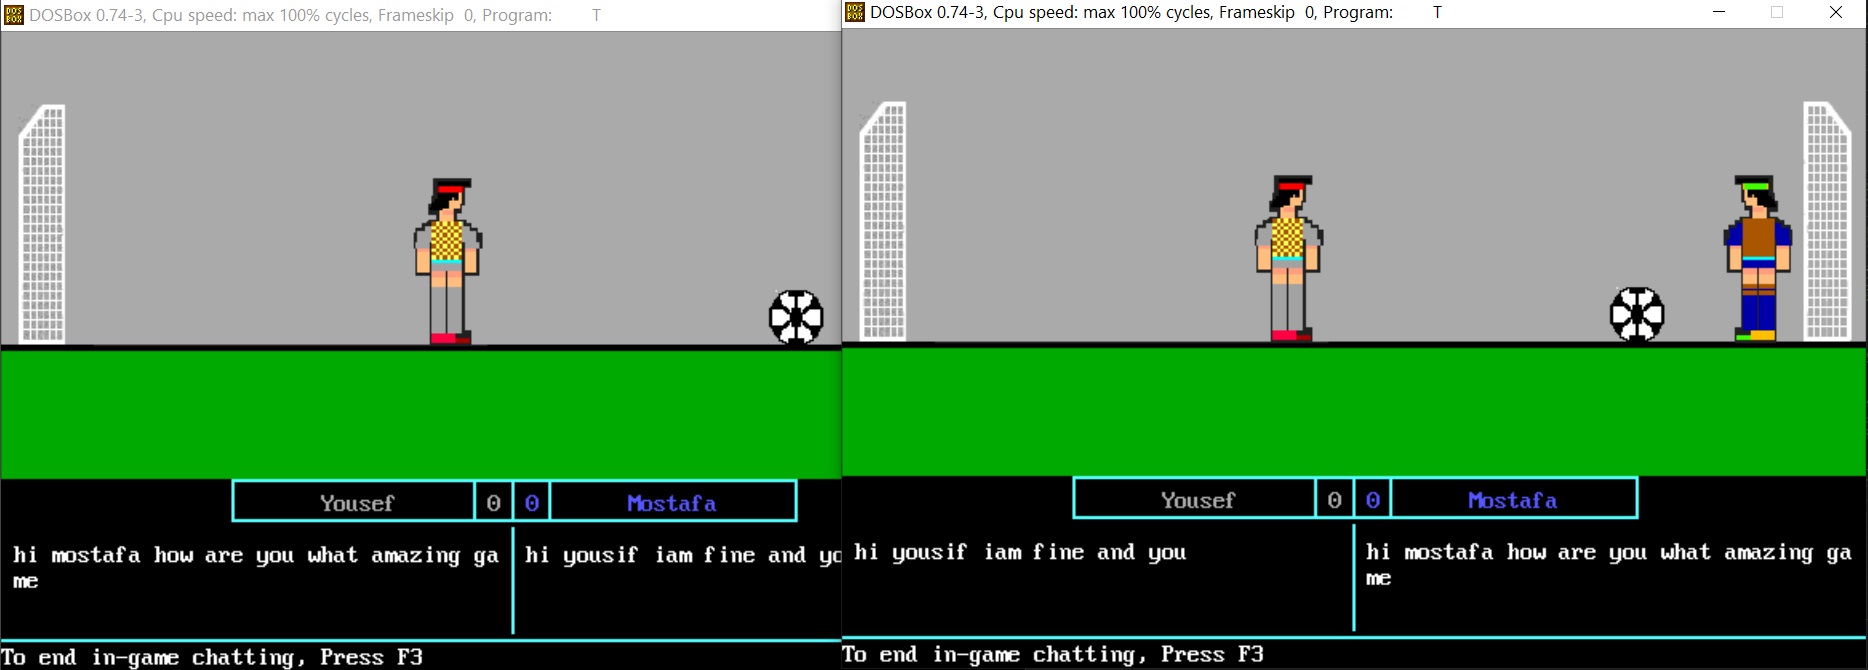 DOSBox 0.74-3, Cpu speed: max 100% cycles, Frameskip 0, Program: T
Yousef 0 0 Mostafa
hi mostafa how are you what amazing ga
me
hi yousif iam fine and yo
To end in-game chatting, Press F3
DOSBox 0.74-3, Cpu speed: max 100% cycles, Frameskip 0, Program: T
Yousef 0 0 Mostafa
hi yousif iam fine and you
hi mostafa how are you what amazing ga
me
To end in-game chatting, Press F3